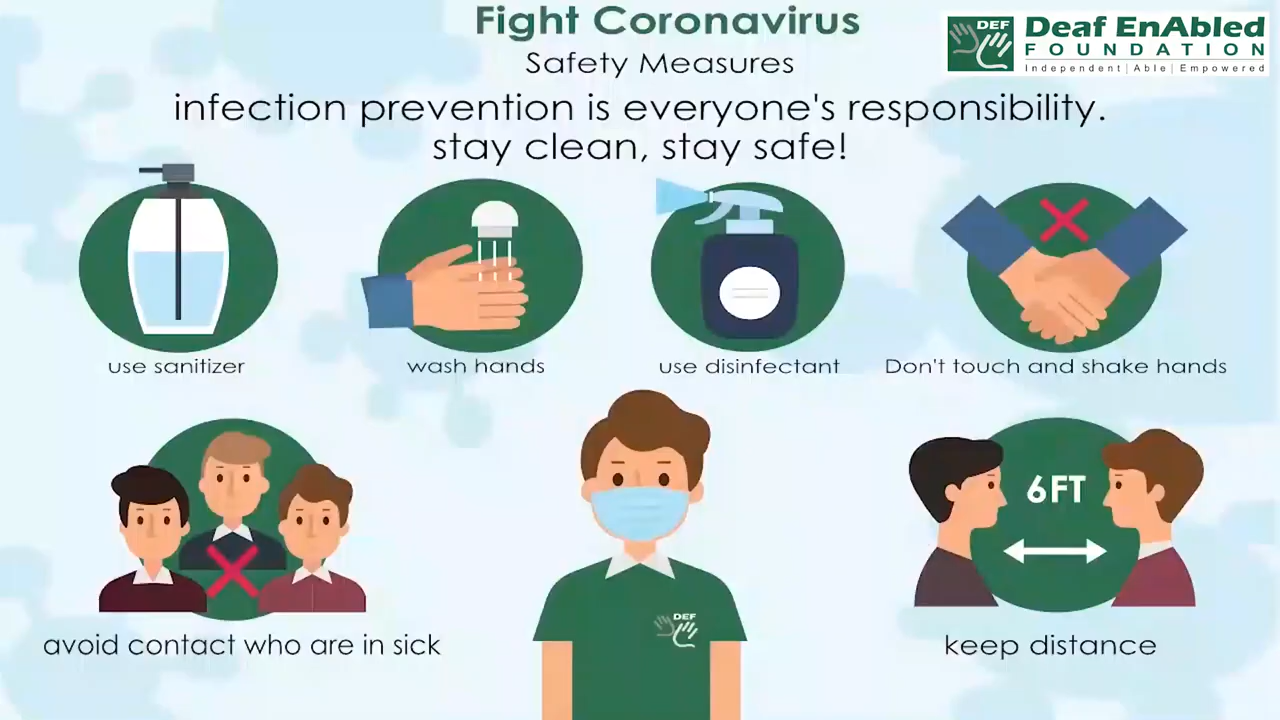 Fight Coronavirus
Safety Measures
DEF
Deaf EnAbled
FOUNDATION
Independent | Able | Empowered
infection prevention is everyone's responsibility.
stay clean, stay safe!
use sanitizer
wash hands
use disinfectant
Don't touch and shake hands
6FT
DEF
avoid contact who are in sick
keep distance